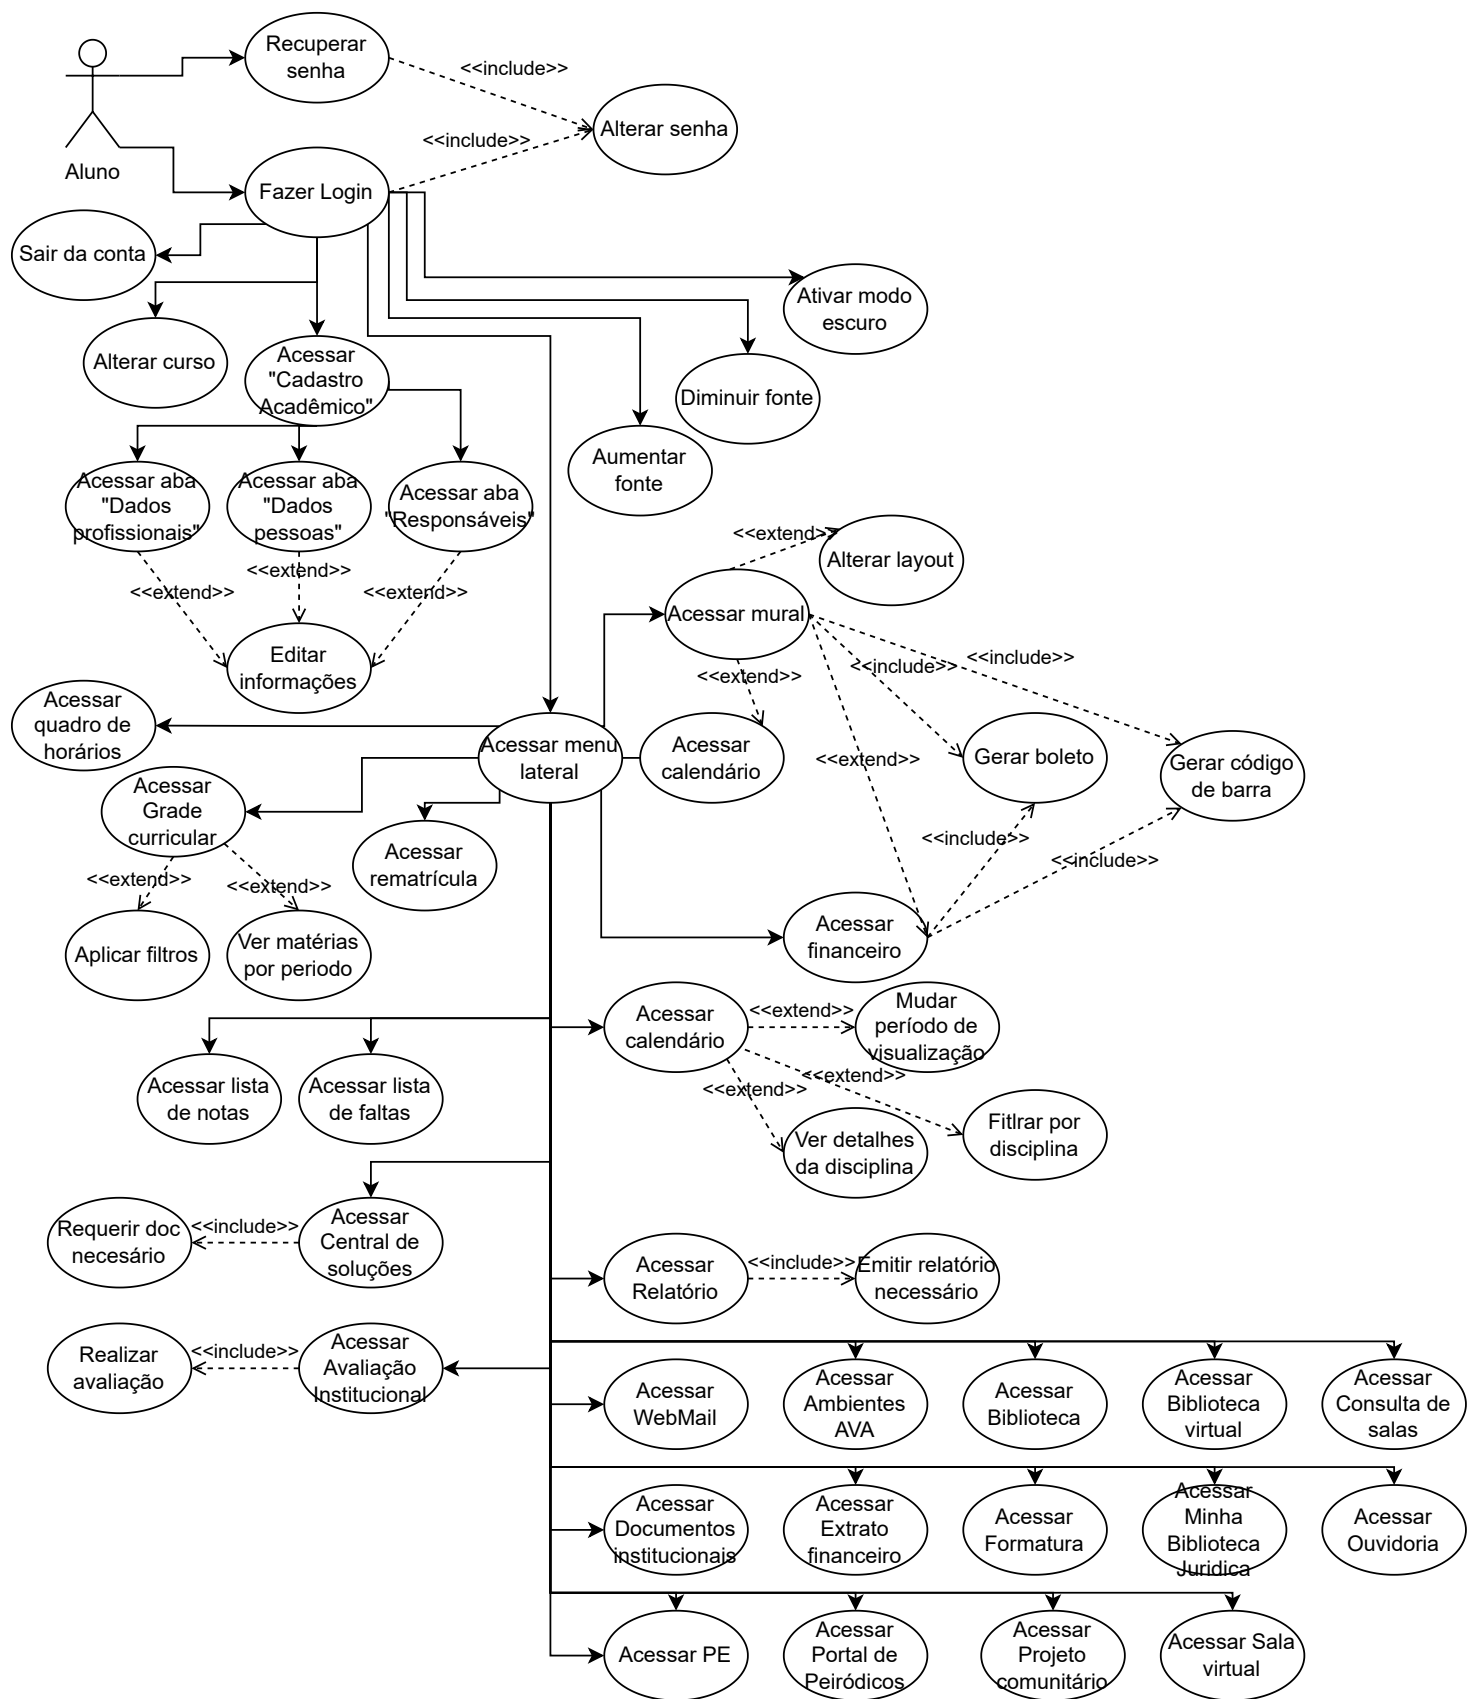 Recuperar
senha
<<include>>
Alterar senha
<<include>>
Aluno
Fazer Login
Sair da conta
Ativar modo
escuro
Alterar curso
Acessar
"Cadastro
Acadêmico"
Diminuir fonte
Aumentar
fonte
Acessar aba
"Dados
profissionais"
Acessar aba
"Dados
pessoas"
Acessar aba
"Responsáveis"
<<extend>>
Alterar layout
<<extend>>
<<extend>>
<<extend>>
Acessar mural
Editar
informações
<<extend>>
<<include>>
<<include>>
Acessar
quadro de
horários
Acessar menu
lateral
Acessar
calendário
<<extend>>
Gerar boleto
Gerar código
de barra
Acessar
Grade
curricular
Acessar
rematrícula
<<include>>
<<include>>
<<extend>>
<<extend>>
Aplicar filtros
Ver matérias
por periodo
Acessar
financeiro
Acessar
calendário
<<extend>>
Mudar
período de
visualização
<<extend>>
<<extend>>
Acessar lista
de notas
Acessar lista
de faltas
Ver detalhes
da disciplina
Fitlrar por
disciplina
Requerir doc
necesário
<<include>>
Acessar
Central de
soluções
Acessar
Relatório
<<include>>
Emitir relatório
necessário
Realizar
avaliação
<<include>>
Acessar
Avaliação
Institucional
Acessar
WebMail
Acessar
Ambientes
AVA
Acessar
Biblioteca
Acessar
Biblioteca
virtual
Acessar
Consulta de
salas
Acessar
Documentos
institucionais
Acessar
Extrato
financeiro
Acessar
Formatura
Acessar
Minha
Biblioteca
Juridica
Acessar
Ouvidoria
Acessar PE
Acessar
Portal de
Peiródicos
Acessar
Projeto
comunitário
Acessar Sala
virtual